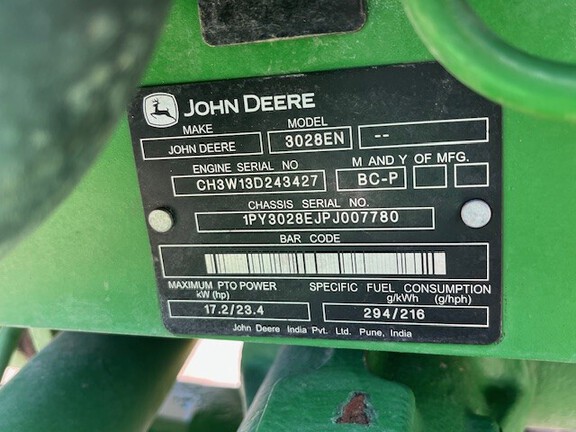 JOHN DEERE
MAKE MODEL
JOHN DEERE 3028EN --
ENGINE SERIAL NO M AND Y OF MFG.
CH3W13D243427 BC-P
CHASSIS SERIAL NO.
1PY3028EJPJ007780
BAR CODE
MAXIMUM PTO POWER SPECIFIC FUEL CONSUMPTION
kW (hp) g/kWh (g/hph)
17.2/23.4 294/216
John Deere India Pvt. Ltd. Pune, India